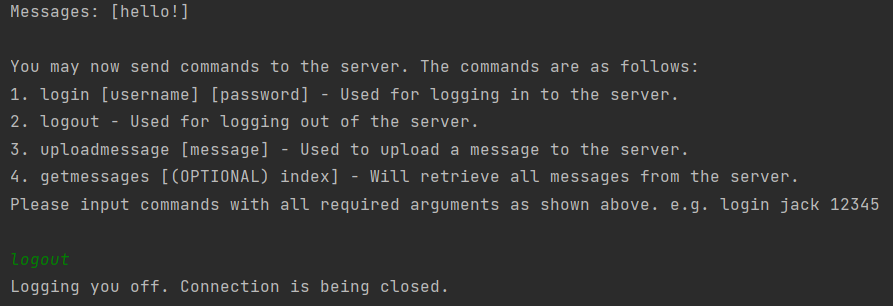 Messages: [hello!]
You may now send commands to the server. The commands are as follows:
1. login [username] [password] - Used for logging in to the server.
2. logout - Used for logging out of the server.
3. uploadmessage [message] - Used to upload a message to the server.
4. getmessages [(OPTIONAL) index] - Will retrieve all messages from the server.
Please input commands with all required arguments as shown above. e.g. login jack 12345
logout
Logging you off. Connection is being closed.